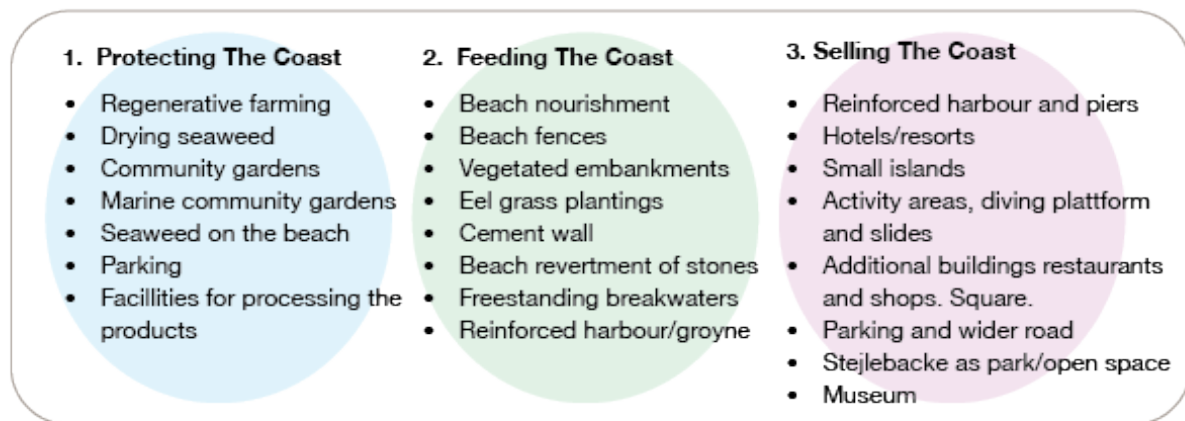 1. Protecting The Coast
• Regenerative farming
• Drying seaweed
• Community gardens
• Marine community gardens
• Seaweed on the beach
• Parking
• Facillities for processing the
products
2. Feeding The Coast
• Beach nourishment
• Beach fences
• Vegetated embankments
• Eel grass plantings
• Cement wall
• Beach revertment of stones
• Freestanding breakwaters
• Reinforced harbour/groyne
3. Selling The Coast
• Reinforced harbour and piers
• Hotels/resorts
• Small islands
• Activity areas, diving plattform
and slides
• Additional buildings restaurants
and shops. Square.
• Parking and wider road
• Stejlebacke as park/open space
• Museum